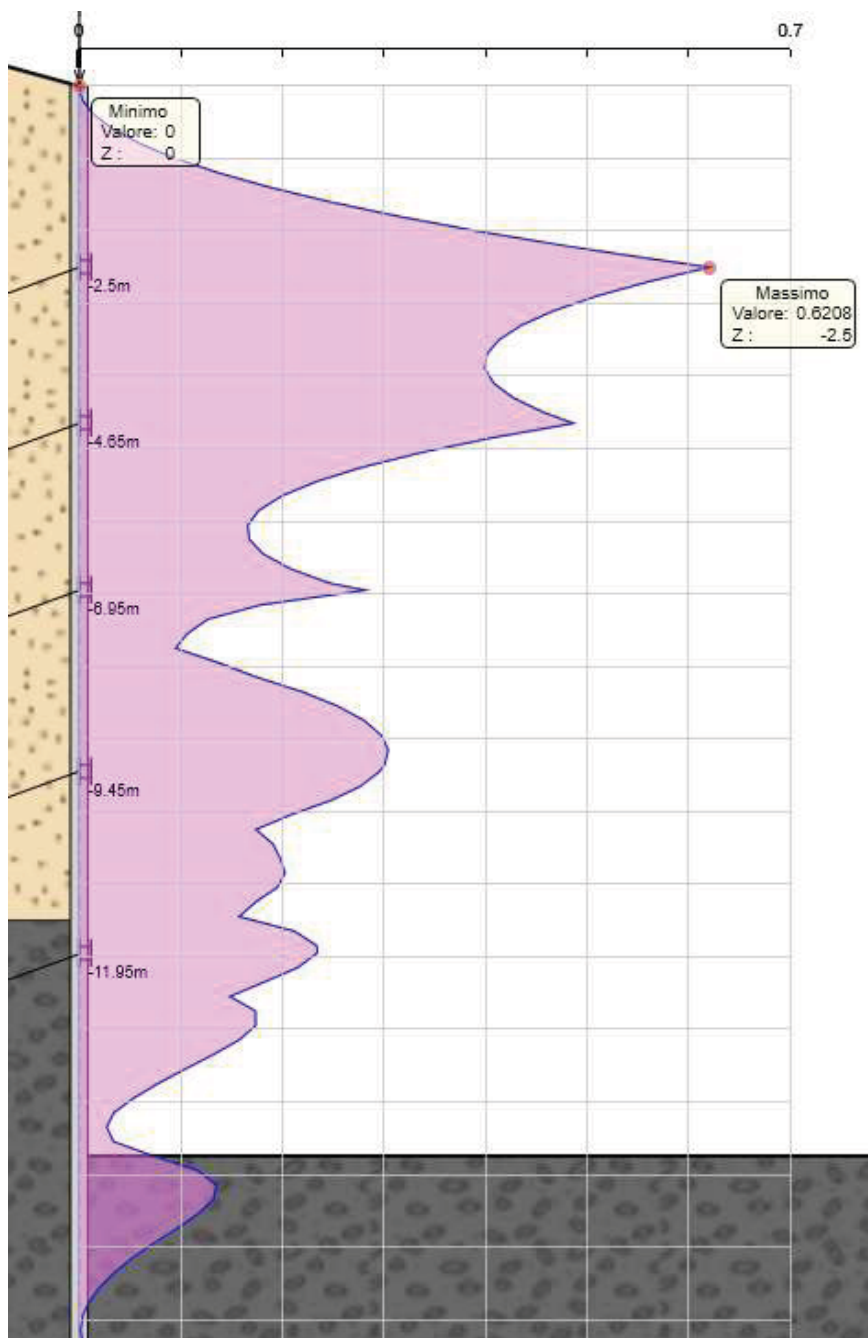 0
0.7
Minimo
Valore: 0
Z : 0
-2.5m
Massimo
Valore: 0.6208
Z : -2.5
-4.65m
-6.95m
-9.45m
-11.95m